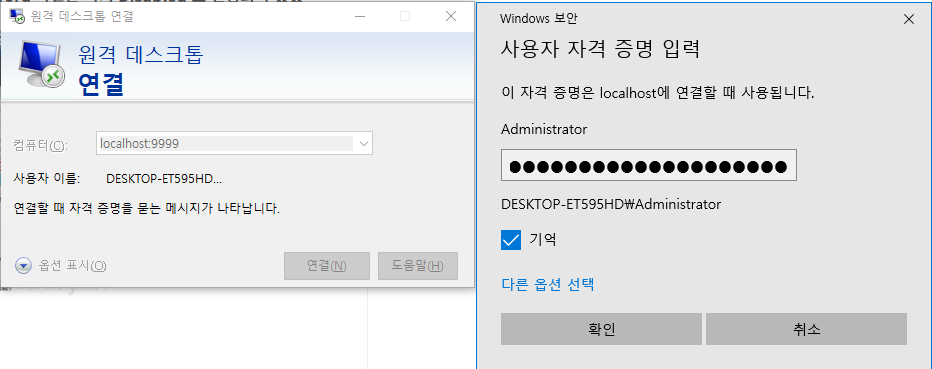 원격 데스크톱 연결
원격 데스크톱
연결
컴퓨터(C):
localhost:9999
사용자 이름:
DESKTOP-ET595HD...
연결할 때 자격 증명을 묻는 메시지가 나타납니다.
옵션 표시(O)
연결(N)
도움말(H)
Windows 보안
사용자 자격 증명 입력
이 자격 증명은 localhost에 연결할 때 사용됩니다.
Administrator
●●●●●●●●●●●●●●●●●●●●
DESKTOP-ET595HD₩Administrator
기억
다른 옵션 선택
확인
취소